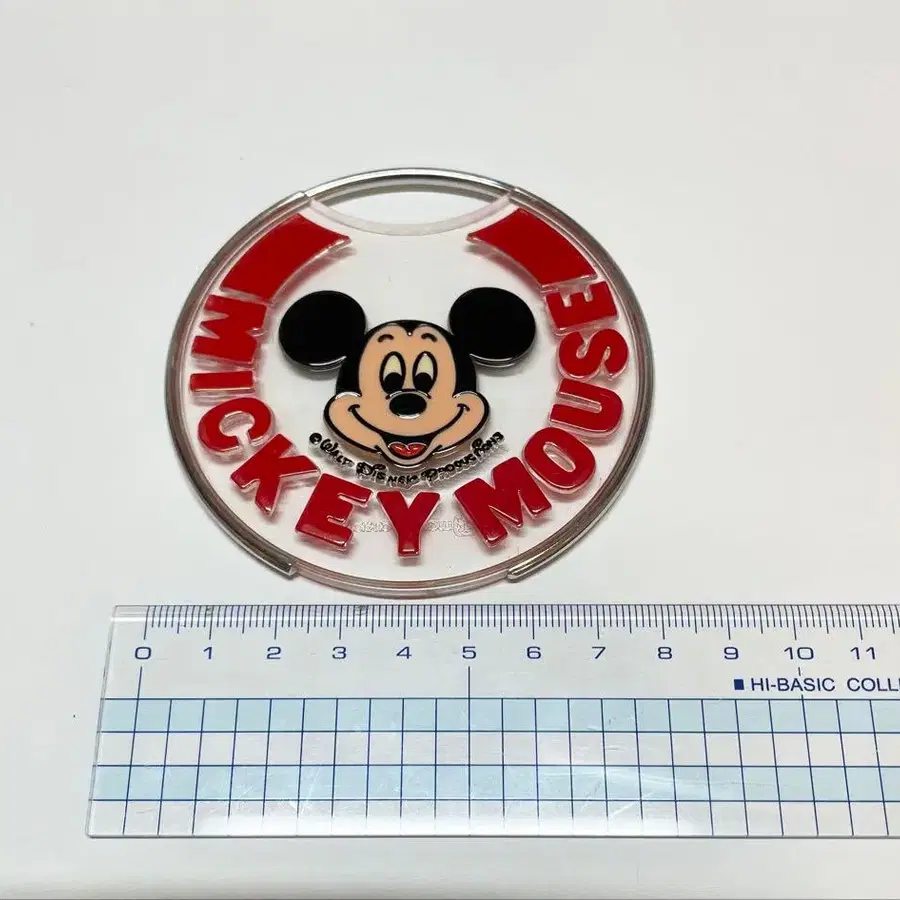 MICKEY MOUSE
© WALT DISNEY PRODUCTIONS
0 1 2 3 4 5 6 7 8 9 10 11
HI-BASIC